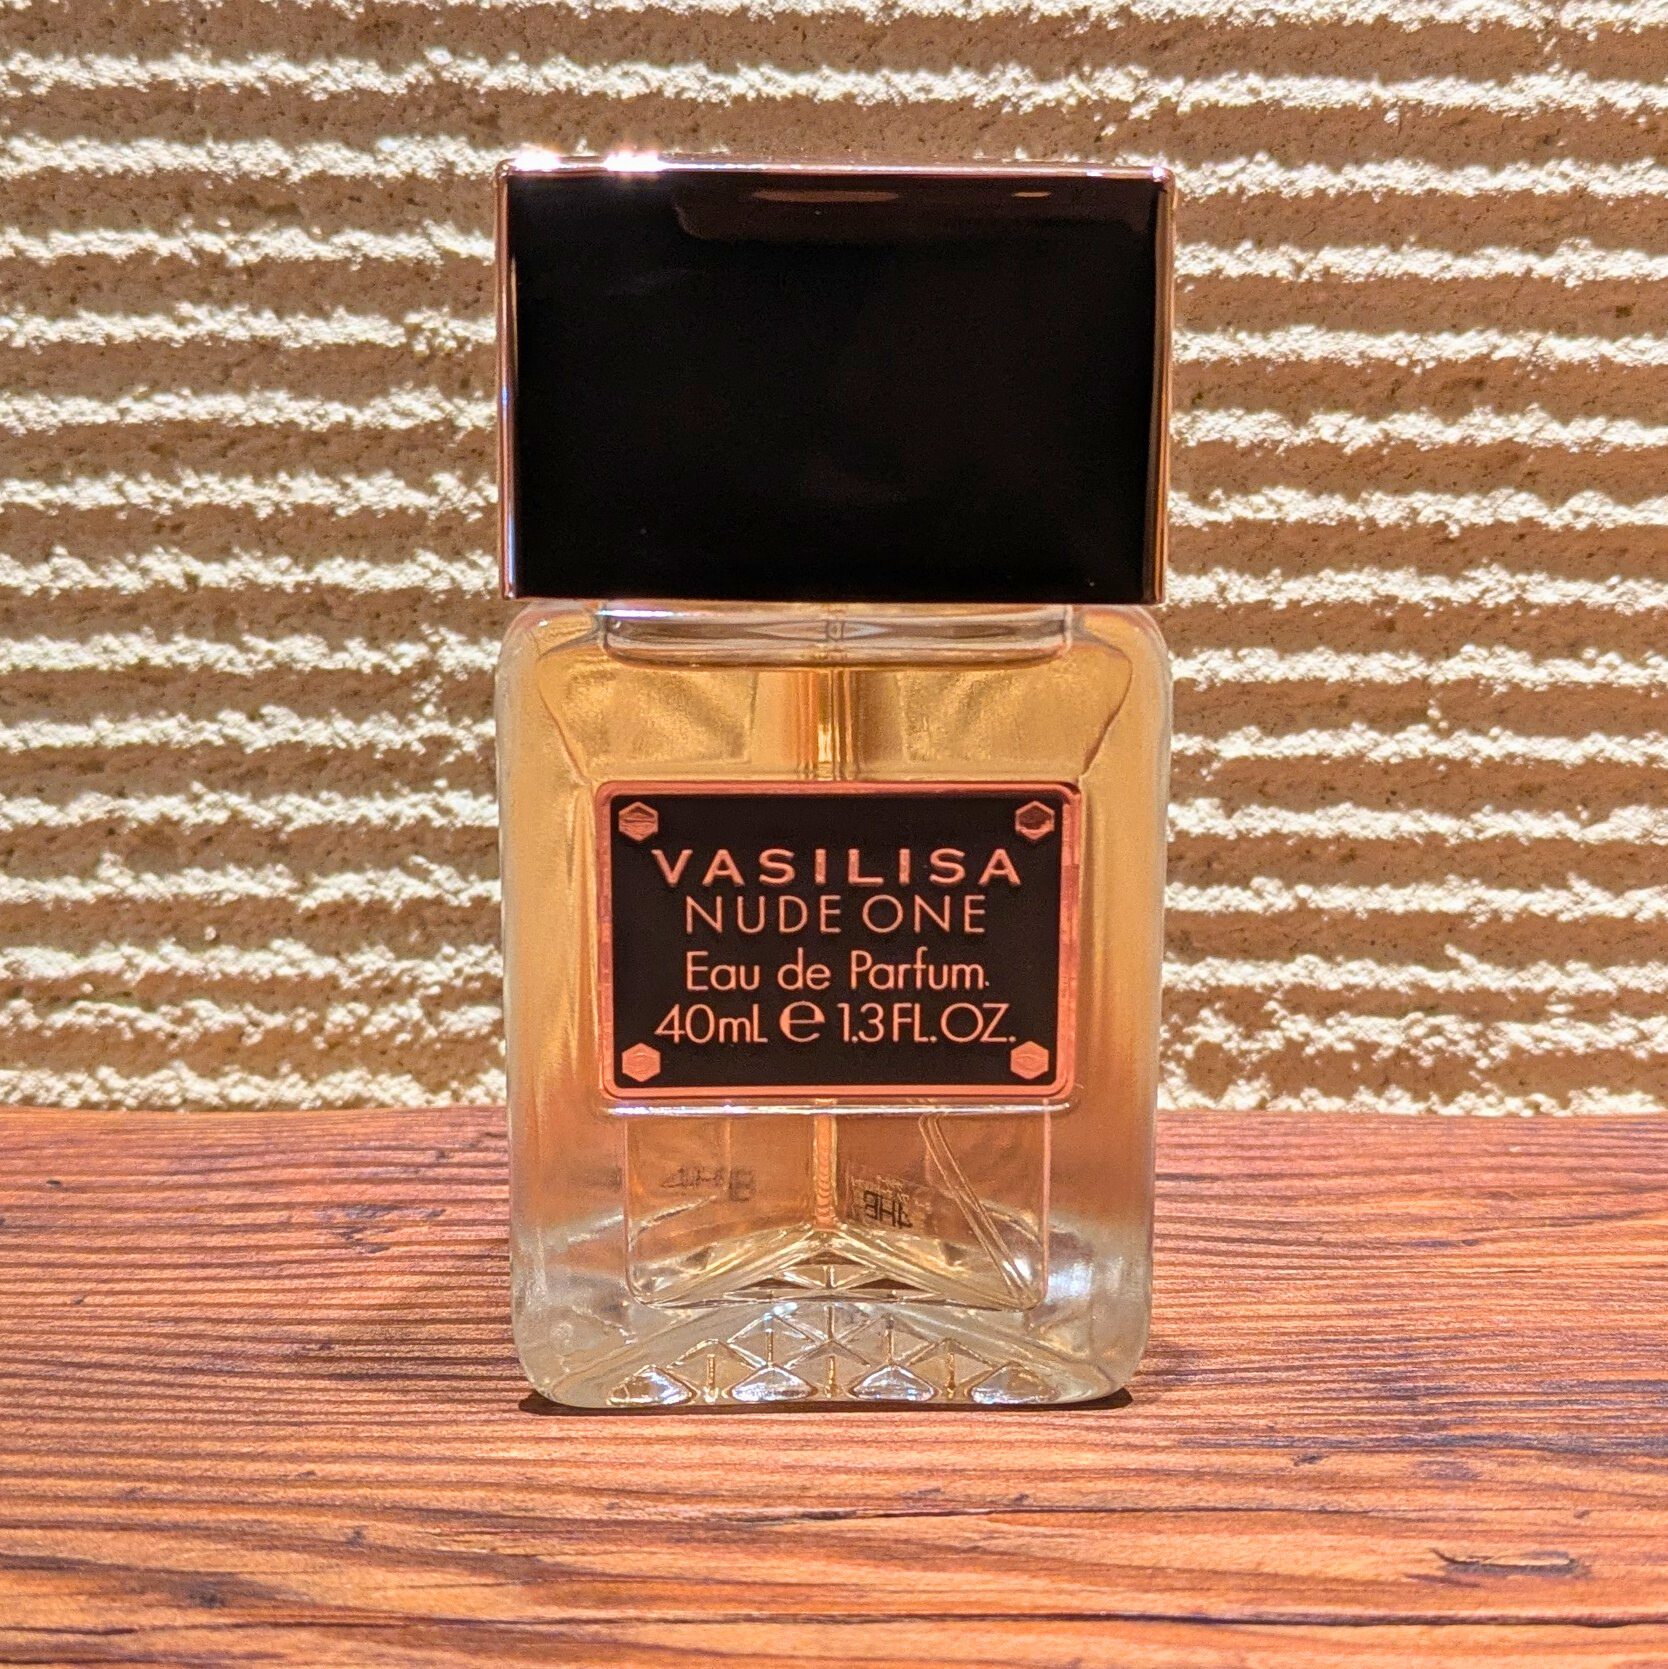 VASILISA
NUDE ONE
Eau de Parfum.
40mL ℮ 1.3 FL.OZ.